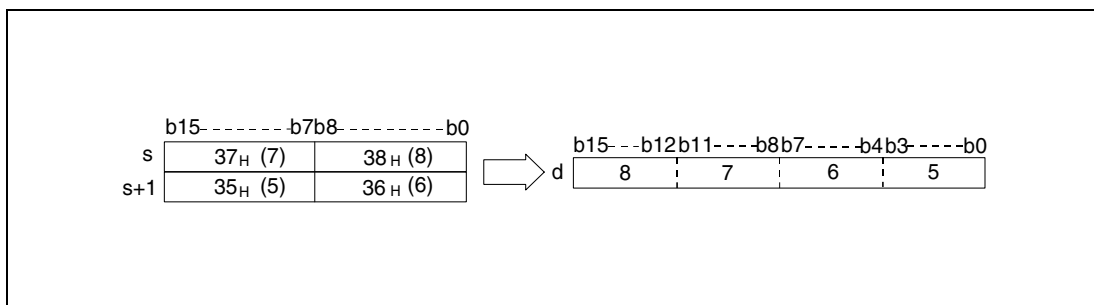 b15--------b7b8---------b0
s 37H (7) 38H (8)
s+1 35H (5) 36H (6)
b15---b12b11----b8b7-----b4b3-----b0
d 8 7 6 5